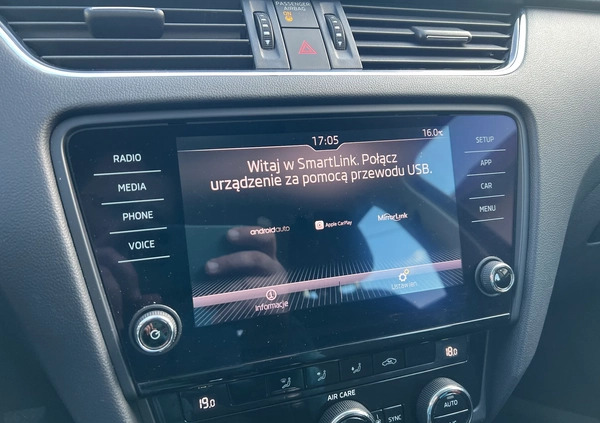 PASSENGER
AIRBAG
ON
17:05
16.0°C
Witaj w SmartLink. Połącz
urządzenie za pomocą przewodu USB.
androidauto
Apple CarPlay
MirrorLink
Informacje
Ustawien
RADIO
MEDIA
PHONE
VOICE
SETUP
APP
CAR
MENU
19.0
18.0
AIR CARE
SYNC
AUTO